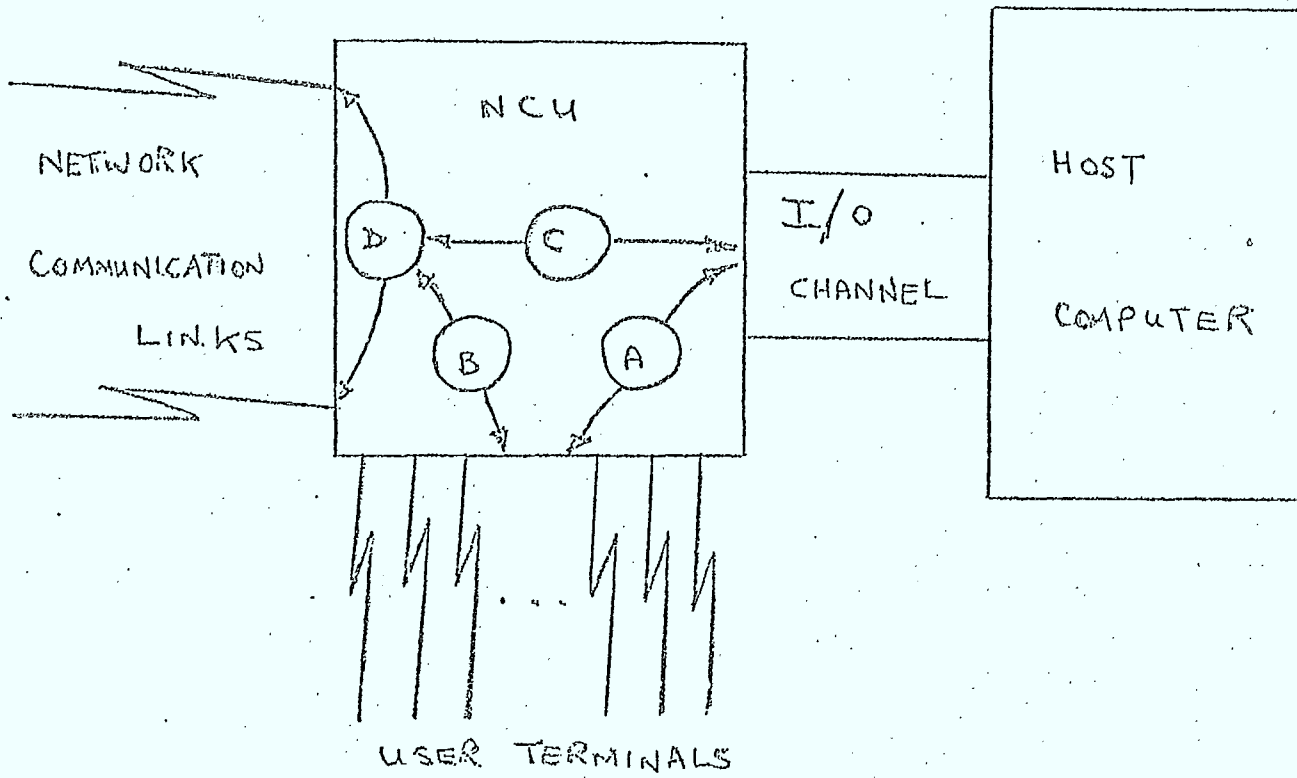 NCU
NETWORK
COMMUNICATION
LINKS
D
C
B
A
I/O
CHANNEL
HOST
COMPUTER
....
USER TERMINALS